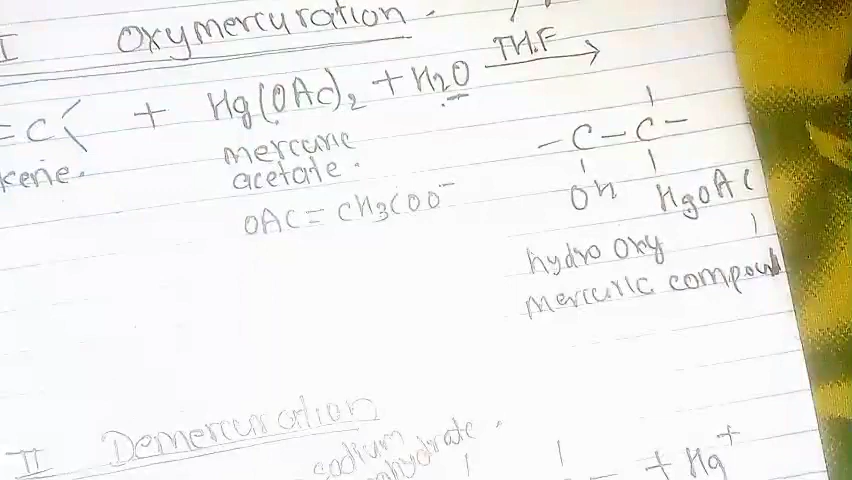 I Oxymercuration
=C + Hg(OAc)2 + H2O THF →
kene. mercuric
acetate.
OAC = CH3COO-
- C - C -
OH HgOAC
hydro oxy
mercuric compound
II Demercuration
sodium
+ Hg+